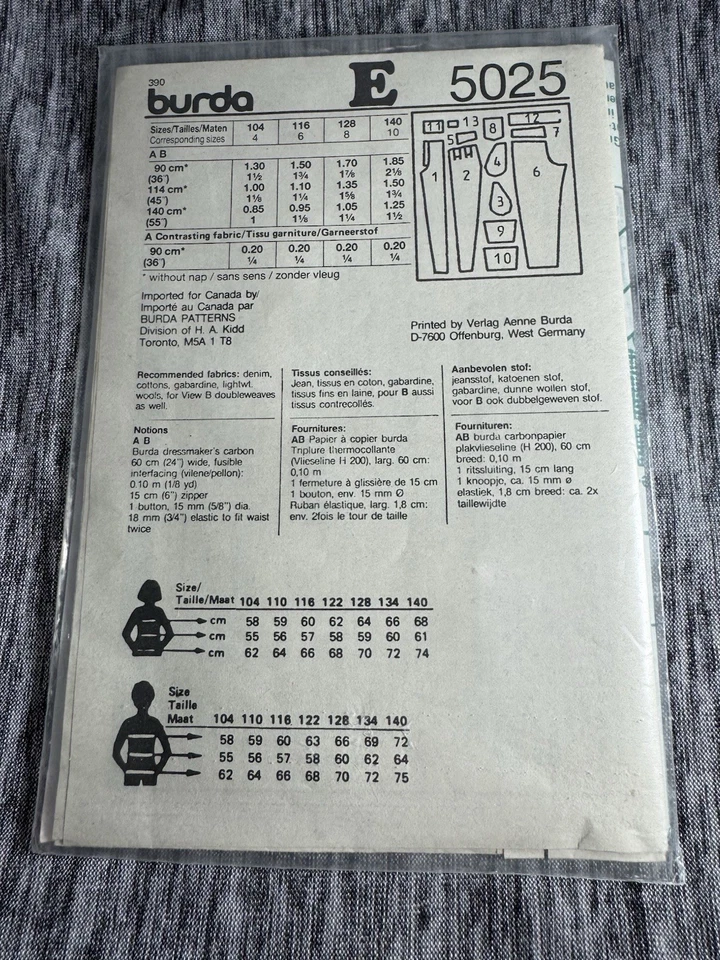 390
burda E 5025
Sizes/Tailles/Maten 104 116 128 140
Corresponding sizes 4 6 8 10
A B
90 cm* 1.30 1.50 1.70 1.85
(36") 1½ 1¾ 1⅞ 2⅛
114 cm* 1.00 1.10 1.35 1.50
(45") 1⅛ 1¼ 1⅝ 1¾
140 cm* 0.85 0.95 1.05 1.25
(55") 1 1⅛ 1¼ 1½
A Contrasting fabric/Tissu garniture/Garneerstof
90 cm* 0.20 0.20 0.20 0.20
(36") ¼ ¼ ¼ ¼
* without nap / sans sens / zonder vleug
11 1 3 8 12
5 7
1 2 4 6
3
9
10
Imported for Canada by/
Importé au Canada par
BURDA PATTERNS
Division of H. A. Kidd
Toronto, M5A 1 T8
Printed by Verlag Aenne Burda
D-7600 Offenburg, West Germany
Recommended fabrics: denim,
cottons, gabardine, lightwt.
wools, for View B doubleweaves
as well.
Notions
A B
Burda dressmaker's carbon
60 cm (24") wide, fusible
interfacing (vilene/pellon):
0.10 m (1/8 yd)
15 cm (6") zipper
1 button, 15 mm (5/8") dia.
18 mm (3/4") elastic to fit waist
twice
Tissus conseillés:
Jean, tissus en coton, gabardine,
tissus fins en laine, pour B aussi
tissus contrecollés.
Fournitures:
AB Papier à copier burda
Triplure thermocollante
(Vlieseline H 200), larg. 60 cm:
0,10 m
1 fermeture à glissière de 15 cm
1 bouton, env. 15 mm Ø
Ruban élastique, larg. 1,8 cm:
env. 2fois le tour de taille
Aanbevolen stof:
jeansstof, katoenen stof,
gabardine, dunne wollen stof,
voor B ook dubbelgeweven stof.
Fournituren:
AB burda carbonpapier
plakvlieseline (H 200), 60 cm
breed: 0,10 m
1 ritssluiting, 15 cm lang
1 knoopje, ca. 15 mm ø
elastiek, 1,8 cm breed: ca. 2x
taillewijdte
Size/
Taille/Maat 104 110 116 122 128 134 140
cm 58 59 60 62 64 66 68
cm 55 56 57 58 59 60 61
cm 62 64 66 68 70 72 74
Size
Taille
Maat 104 110 116 122 128 134 140
58 59 60 63 66 69 72
55 56 57 58 60 62 64
62 64 66 68 70 72 75